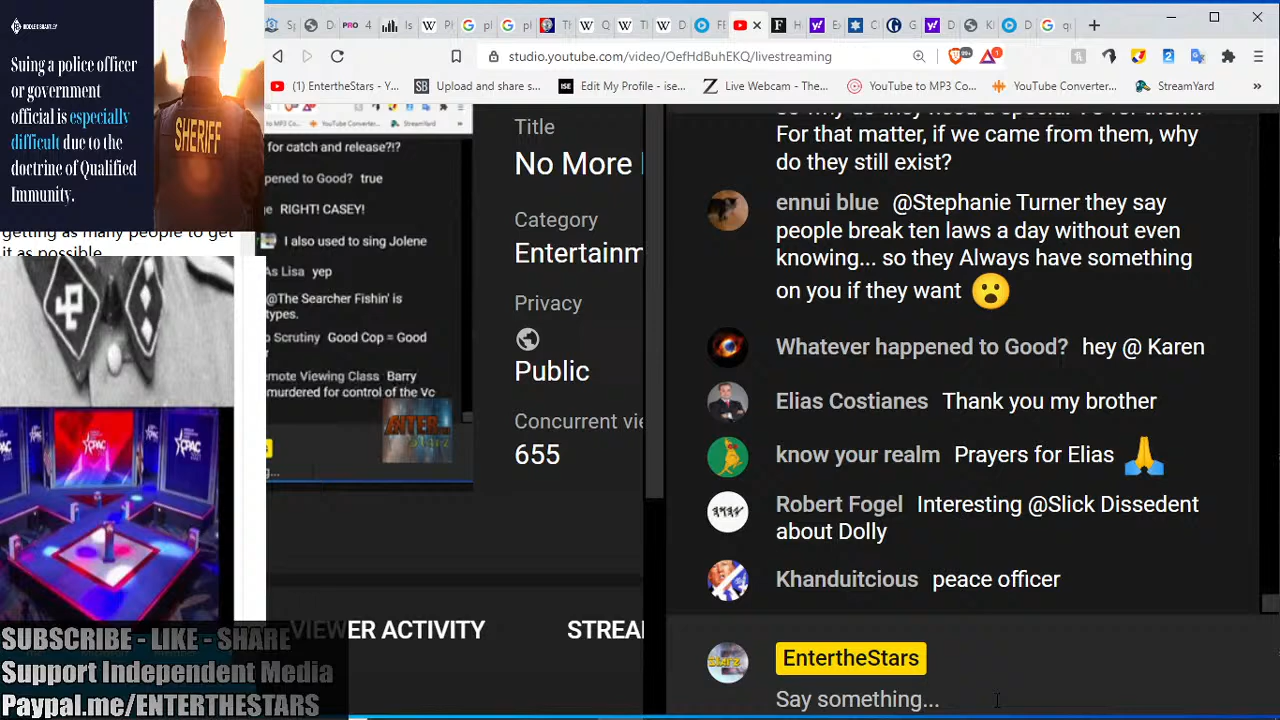 Suing a police officer
or government
official is especially
difficult due to the
doctrine of Qualified
Immunity.
SHERIFF
getting as many people to get
it as possible
CPAC
CPAC
CPAC
SUBSCRIBE - LIKE - SHARE
Support Independent Media
Paypal.me/ENTERTHESTARS
studio.youtube.com/video/OefHdBuhEKQ/livestreaming
(1) EntertheStars - Y...
Upload and share s...
Edit My Profile - ise...
Live Webcam - The...
YouTube to MP3 Co...
YouTube Converter...
StreamYard
for catch and release?!?
pened to Good? true
RIGHT! CASEY!
I also used to sing Jolene
As Lisa yep
@The Searcher Fishin' is
types.
Scrutiny Good Cop = Good
emote Viewing Class Barry
murdered for control of the Vc
Title
No More
Category
Entertainm
Privacy
Public
Concurrent vie
655
VIEWER ACTIVITY
STREA
For that matter, if we came from them, why
do they still exist?
ennui blue @Stephanie Turner they say
people break ten laws a day without even
knowing... so they Always have something
on you if they want 😮
Whatever happened to Good? hey @ Karen
Elias Costianes Thank you my brother
know your realm Prayers for Elias 🙏
Robert Fogel Interesting @Slick Dissedent
about Dolly
Khanduitcious peace officer
EntertheStars
Say something...